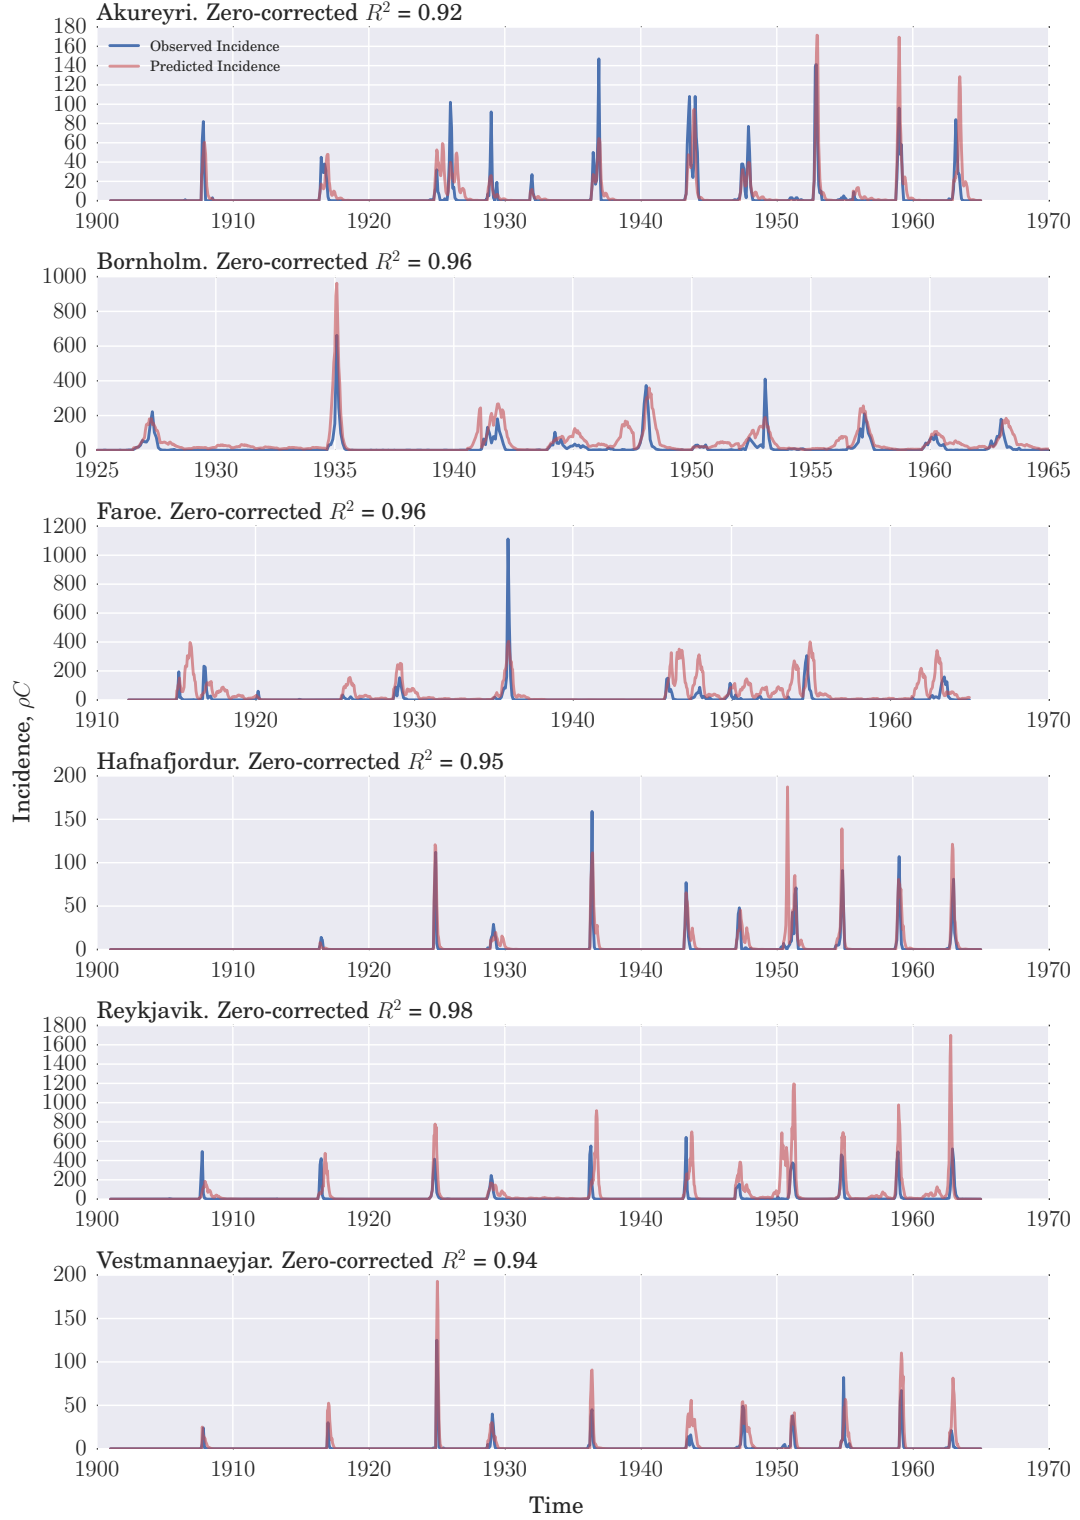 Akureyri. Zero-corrected R² = 0.92
180
160
140
120
100
80
60
40
20
0
Observed Incidence
Predicted Incidence
1900 1910 1920 1930 1940 1950 1960 1970
Bornholm. Zero-corrected R² = 0.96
1000
800
600
400
200
0
1925 1930 1935 1940 1945 1950 1955 1960 1965
Faroe. Zero-corrected R² = 0.96
1200
1000
800
600
400
200
0
1910 1920 1930 1940 1950 1960 1970
Incidence, ρC
Hafnafjordur. Zero-corrected R² = 0.95
200
150
100
50
0
1900 1910 1920 1930 1940 1950 1960 1970
Reykjavik. Zero-corrected R² = 0.98
1800
1600
1400
1200
1000
800
600
400
200
0
1900 1910 1920 1930 1940 1950 1960 1970
Vestmannaeyjar. Zero-corrected R² = 0.94
200
150
100
50
0
1900 1910 1920 1930 1940 1950 1960 1970
Time